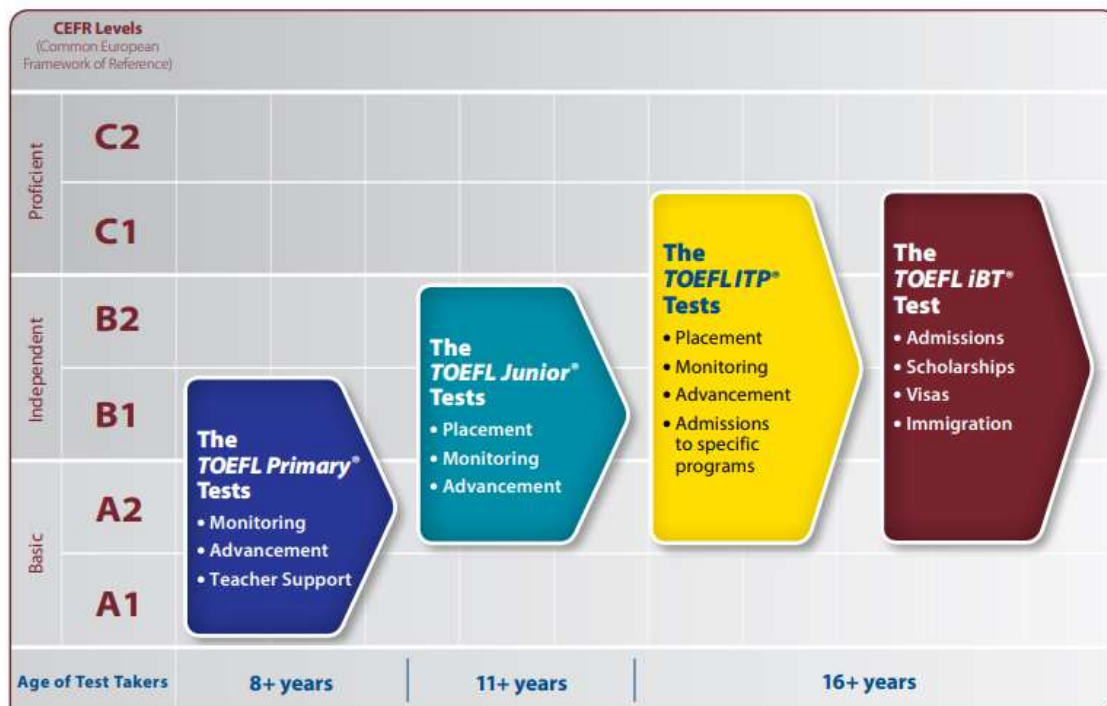 CEFR Levels
(Common European
Framework of Reference)
Proficient
C2
C1
Independent
B2
B1
Basic
A2
A1
The
TOEFL Primary®
Tests
• Monitoring
• Advancement
• Teacher Support
The
TOEFL Junior®
Tests
• Placement
• Monitoring
• Advancement
The
TOEFL ITP®
Tests
• Placement
• Monitoring
• Advancement
• Admissions
to specific
programs
The
TOEFL iBT®
Test
• Admissions
• Scholarships
• Visas
• Immigration
Age of Test Takers
8+ years
11+ years
16+ years